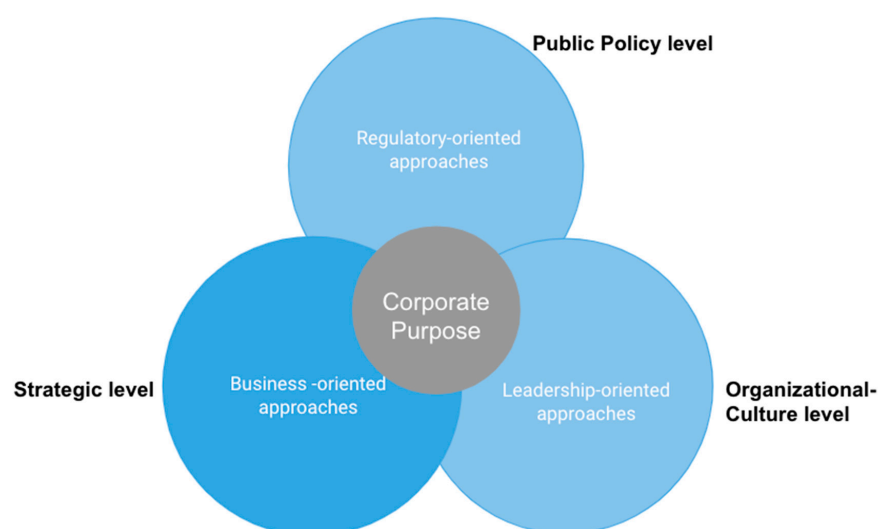 Public Policy level
Regulatory-oriented
approaches
Corporate
Purpose
Strategic level
Business -oriented
approaches
Leadership-oriented
approaches
Organizational-
Culture level